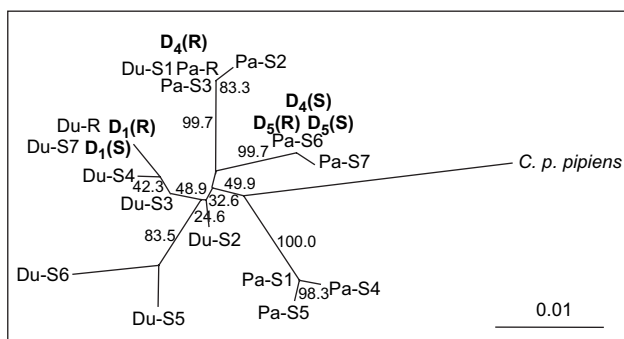 D4(R)
Du-S1 Pa-R Pa-S2
Pa-S3 83.3
D4(S)
99.7
D5(R) D5(S)
Du-R D1(R)
Pa-S6
Du-S7 D1(S)
99.7
Pa-S7
C. p. pipiens
Du-S4
42.3 48.9 49.9
Du-S3 32.6
24.6
83.5 Du-S2 100.0
Du-S6
Pa-S1 Pa-S4
98.3
Pa-S5
Du-S5
0.01